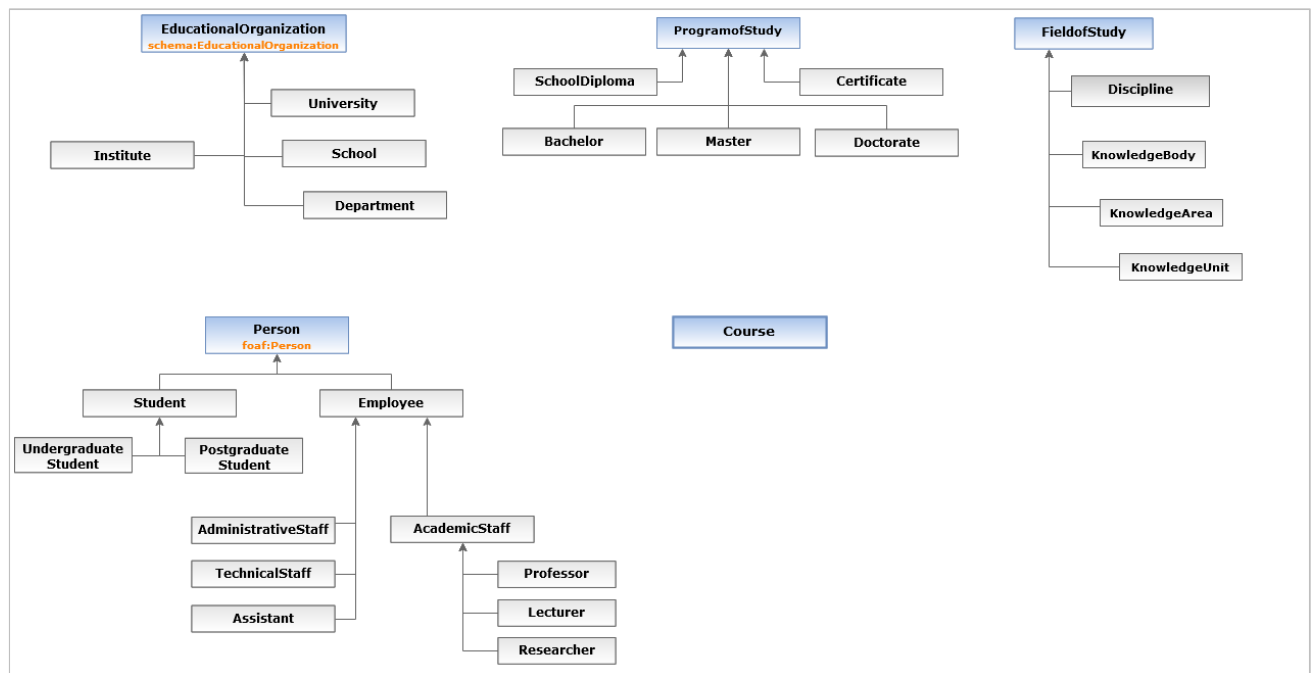 EducationalOrganization
schema:EducationalOrganization
University
Institute
School
Department
ProgramofStudy
SchoolDiploma
Certificate
Bachelor
Master
Doctorate
FieldofStudy
Discipline
KnowledgeBody
KnowledgeArea
KnowledgeUnit
Person
foaf:Person
Student
Employee
Undergraduate
Student
Postgraduate
Student
AdministrativeStaff
TechnicalStaff
Assistant
AcademicStaff
Professor
Lecturer
Researcher
Course